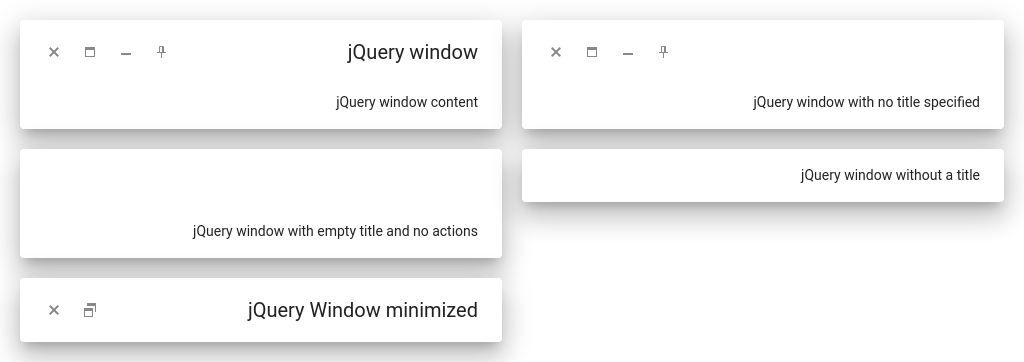 jQuery window
jQuery window content
jQuery window with no title specified
jQuery window with empty title and no actions
jQuery window without a title
jQuery Window minimized